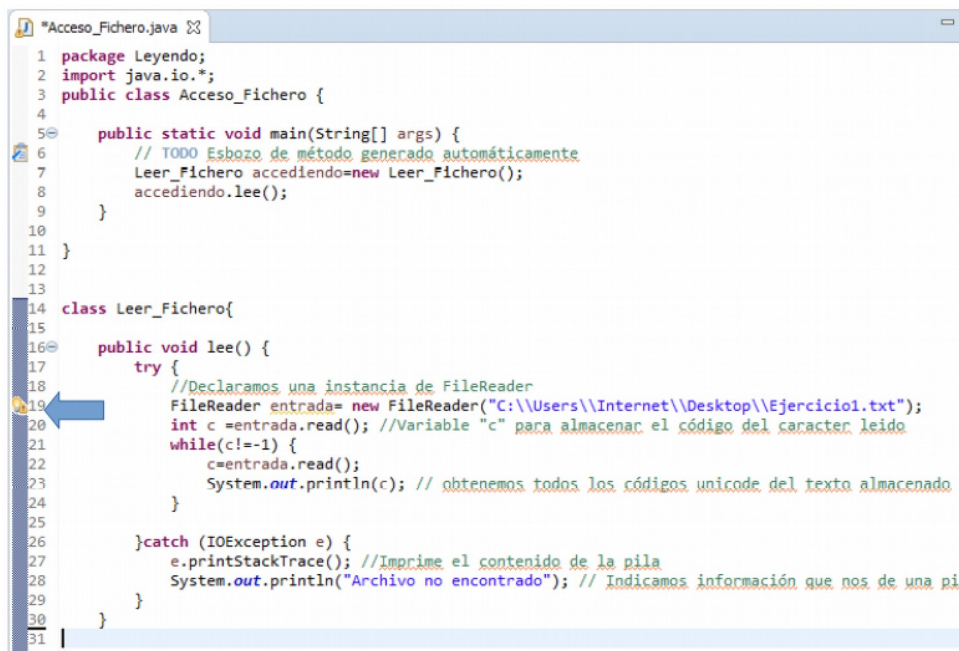 *Acceso_Fichero.java
1 package Leyendo;
2 import java.io.*;
3 public class Acceso_Fichero {
4
5 public static void main(String[] args) {
6 // TODO Esbozo de método generado automáticamente
7 Leer_Fichero accediendo=new Leer_Fichero();
8 accediendo.lee();
9 }
10
11 }
12
13
14 class Leer_Fichero{
15
16 public void lee() {
17 try {
18 //Declaramos una instancia de FileReader
19 FileReader entrada= new FileReader("C:\\Users\\Internet\\Desktop\\Ejercicio1.txt");
20 int c =entrada.read(); //Variable "c" para almacenar el código del caracter leido
21 while(c!=-1) {
22 c=entrada.read();
23 System.out.println(c); // obtenemos todos los códigos unicode del texto almacenado
24 }
25
26 }catch (IOException e) {
27 e.printStackTrace(); //Imprime el contenido de la pila
28 System.out.println("Archivo no encontrado"); // Indicamos información que nos de una pi
29 }
30 }
31